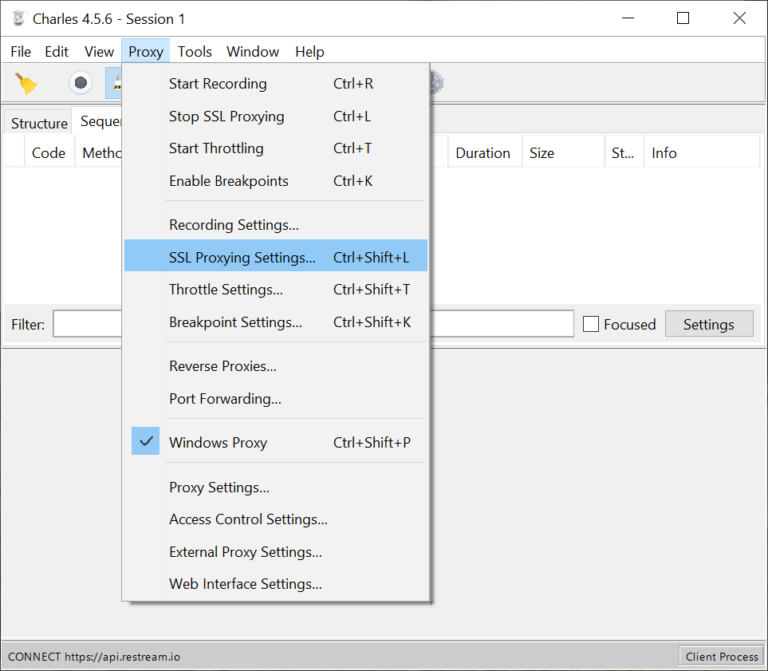 Charles 4.5.6 - Session 1
File Edit View Proxy Tools Window Help
Start Recording Ctrl+R
Structure
Stop SSL Proxying Ctrl+L
Code
Start Throttling Ctrl+T
Duration Size St... Info
Enable Breakpoints Ctrl+K
Recording Settings...
SSL Proxying Settings... Ctrl+Shift+L
Throttle Settings... Ctrl+Shift+T
Filter:
Breakpoint Settings... Ctrl+Shift+K
Focused Settings
Reverse Proxies...
Port Forwarding...
Windows Proxy Ctrl+Shift+P
Proxy Settings...
Access Control Settings...
External Proxy Settings...
Web Interface Settings...
CONNECT https://api.restream.io
Client Process